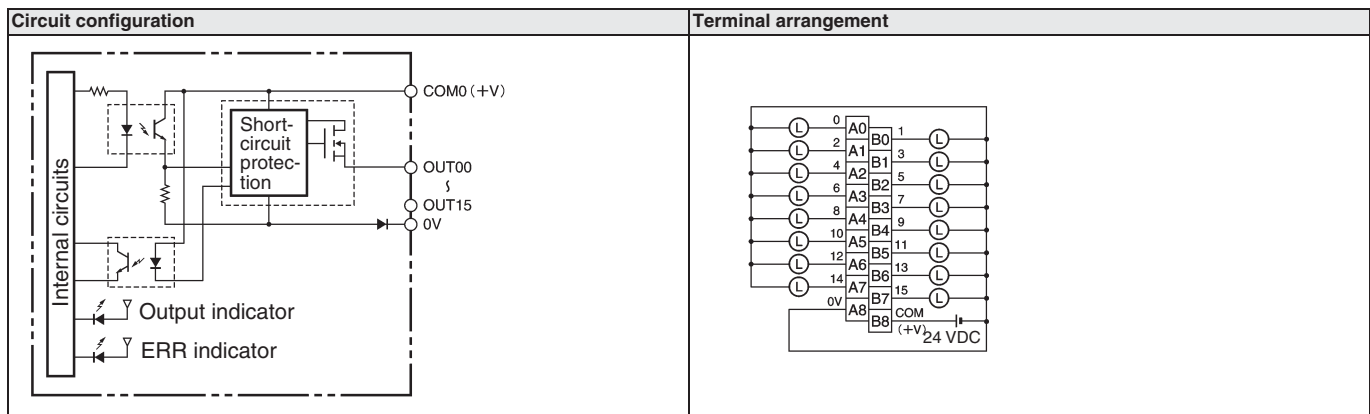 Circuit configuration
Terminal arrangement
Internal circuits
Short-
circuit
protec-
tion
COM0 (+V)
OUT00
~
OUT15
0V
Output indicator
ERR indicator
L 0 A0
B0 1 L
L 2 A1
B1 3 L
L 4 A2
B2 5 L
L 6 A3
B3 7 L
L 8 A4
B4 9 L
L 10 A5
B5 11 L
L 12 A6
B6 13 L
L 14 A7
B7 15 L
0V A8
B8 COM
(+V)
24 VDC